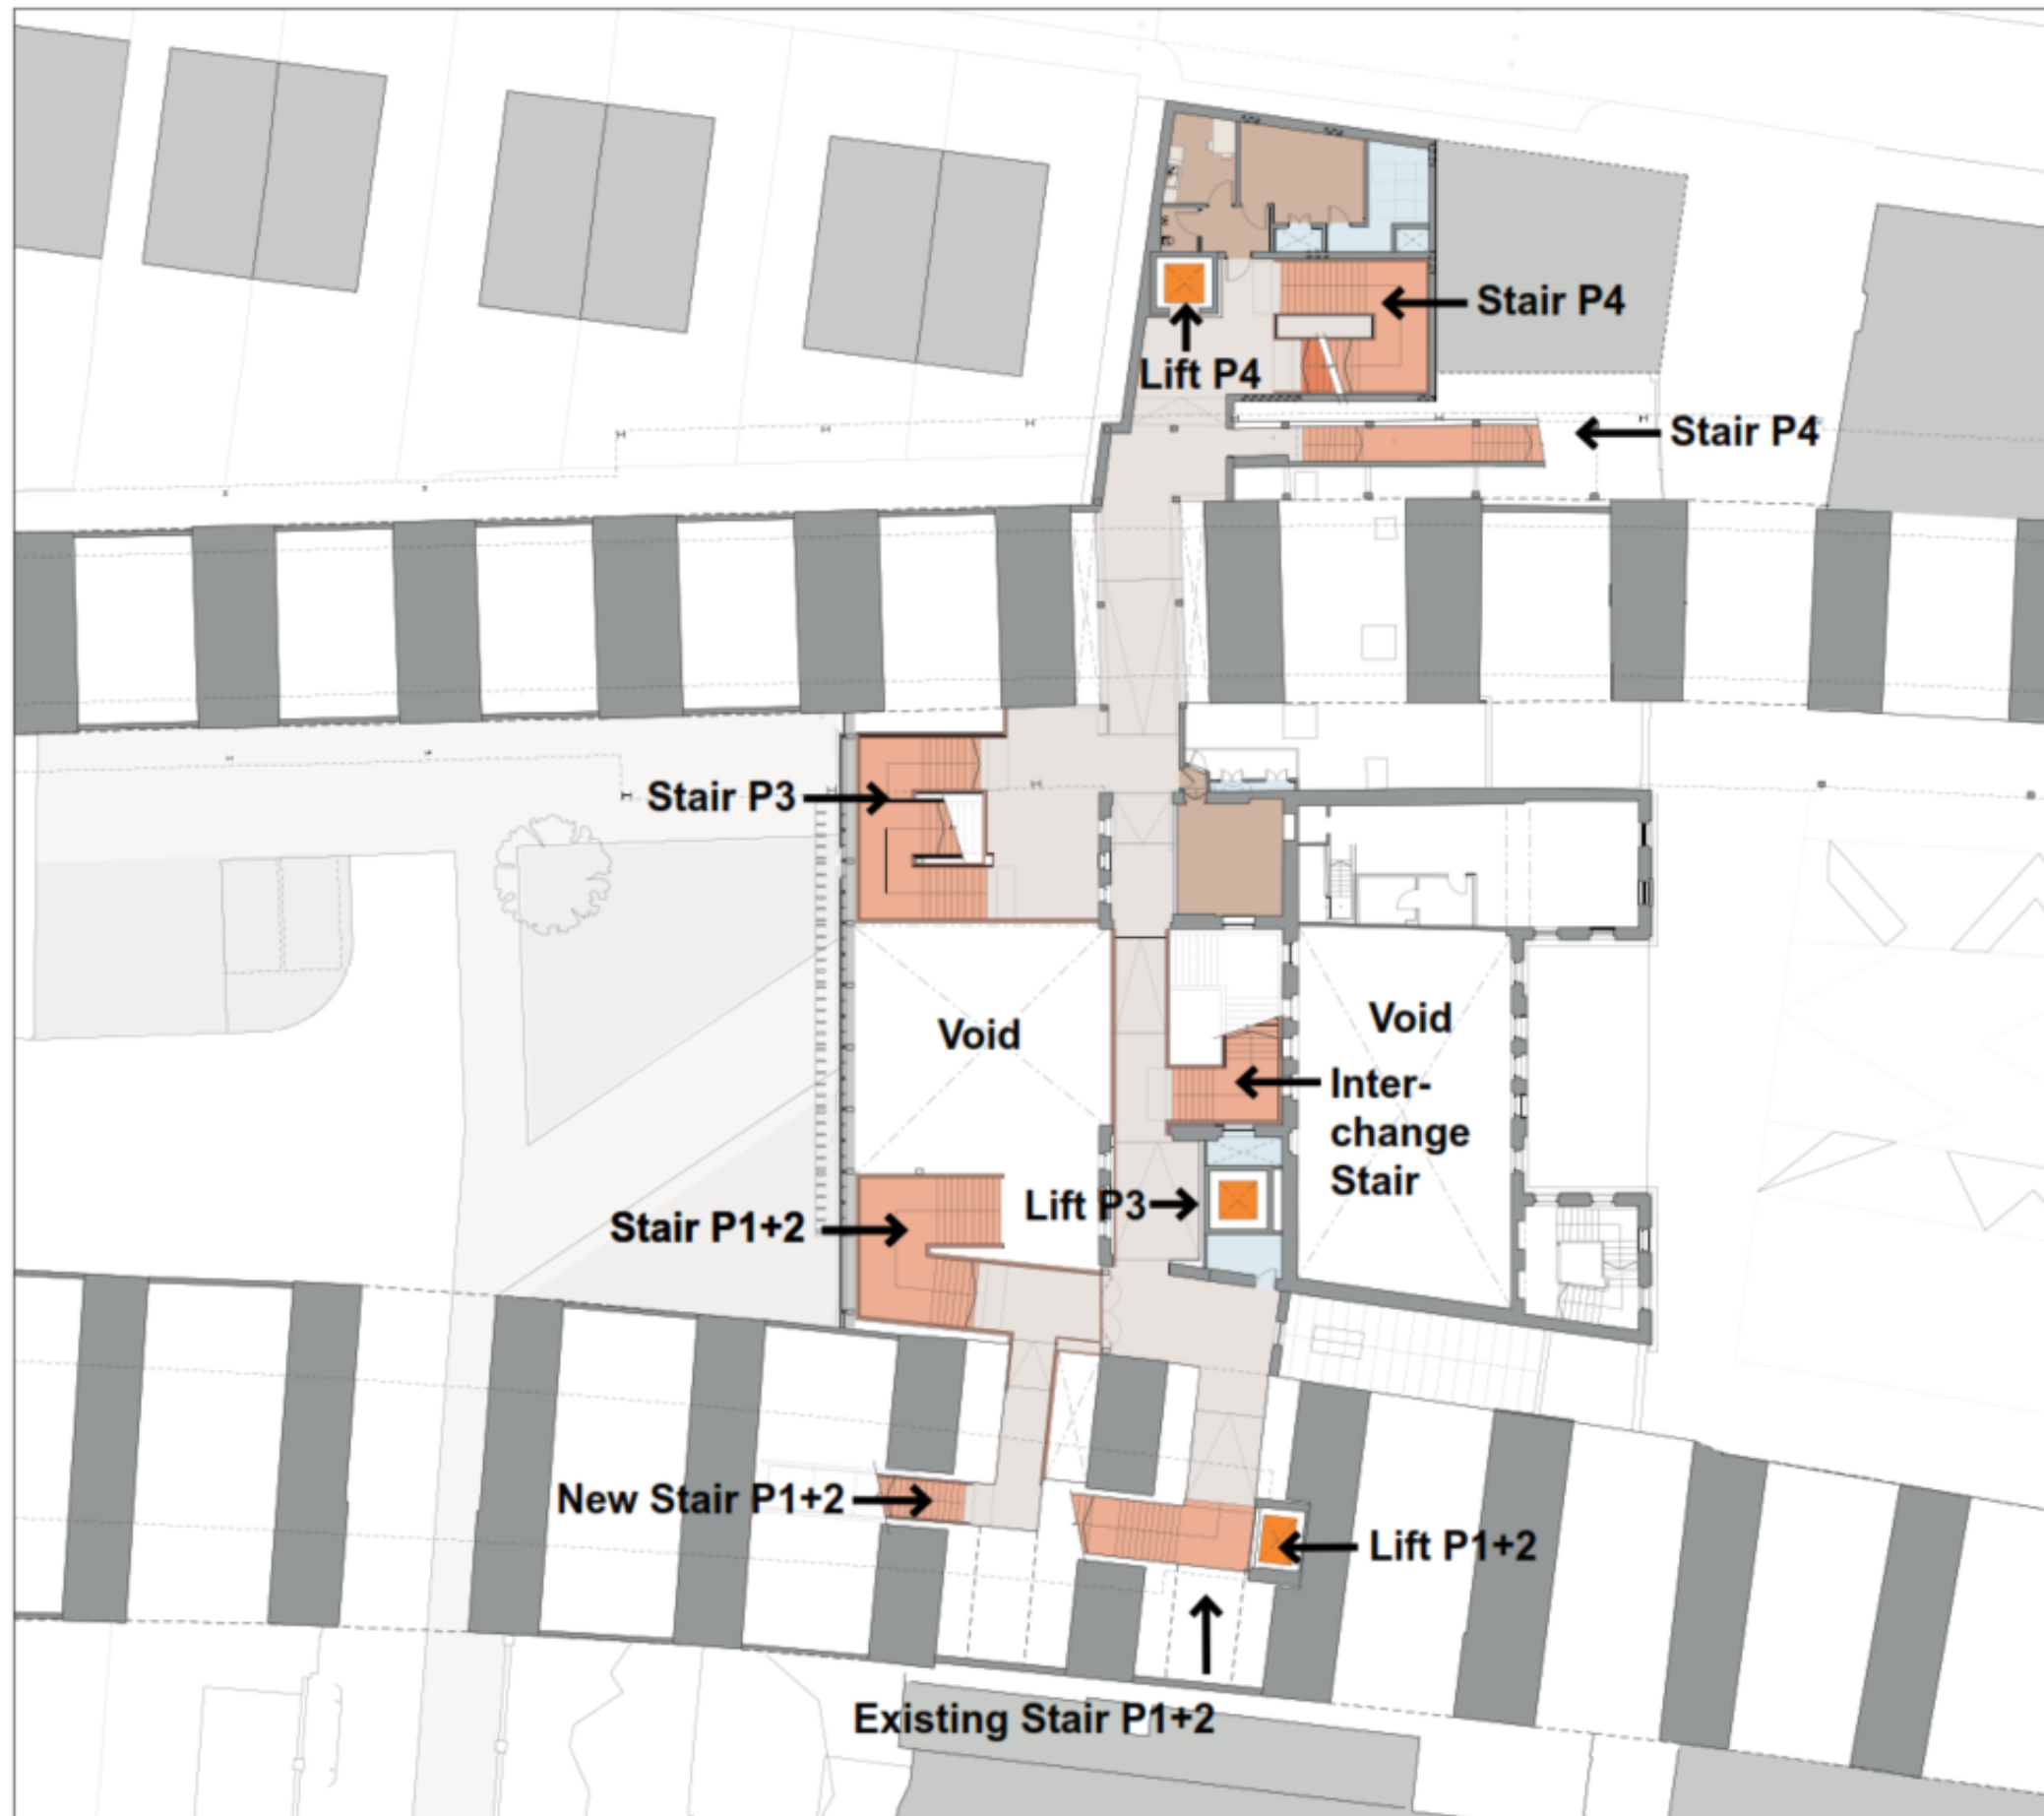 Stair P4
Lift P4
Stair P4
Stair P3
Void
Void
Inter-
change
Stair
Lift P3
Stair P1+2
New Stair P1+2
Lift P1+2
Existing Stair P1+2